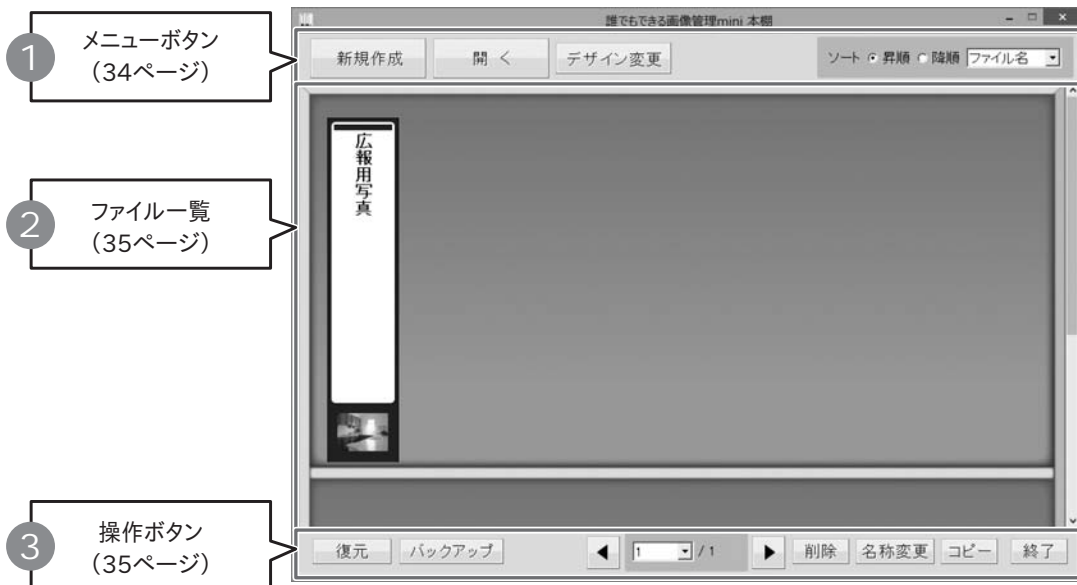 誰でもできる画像管理mini 本棚
1
メニューボタン
（34ページ）
新規作成
開 く
デザイン変更
ソート 昇順 降順 ファイル名
広報用写真
2
ファイル一覧
（35ページ）
3
操作ボタン
（35ページ）
復元
バックアップ
1 / 1
削除
名称変更
コピー
終了